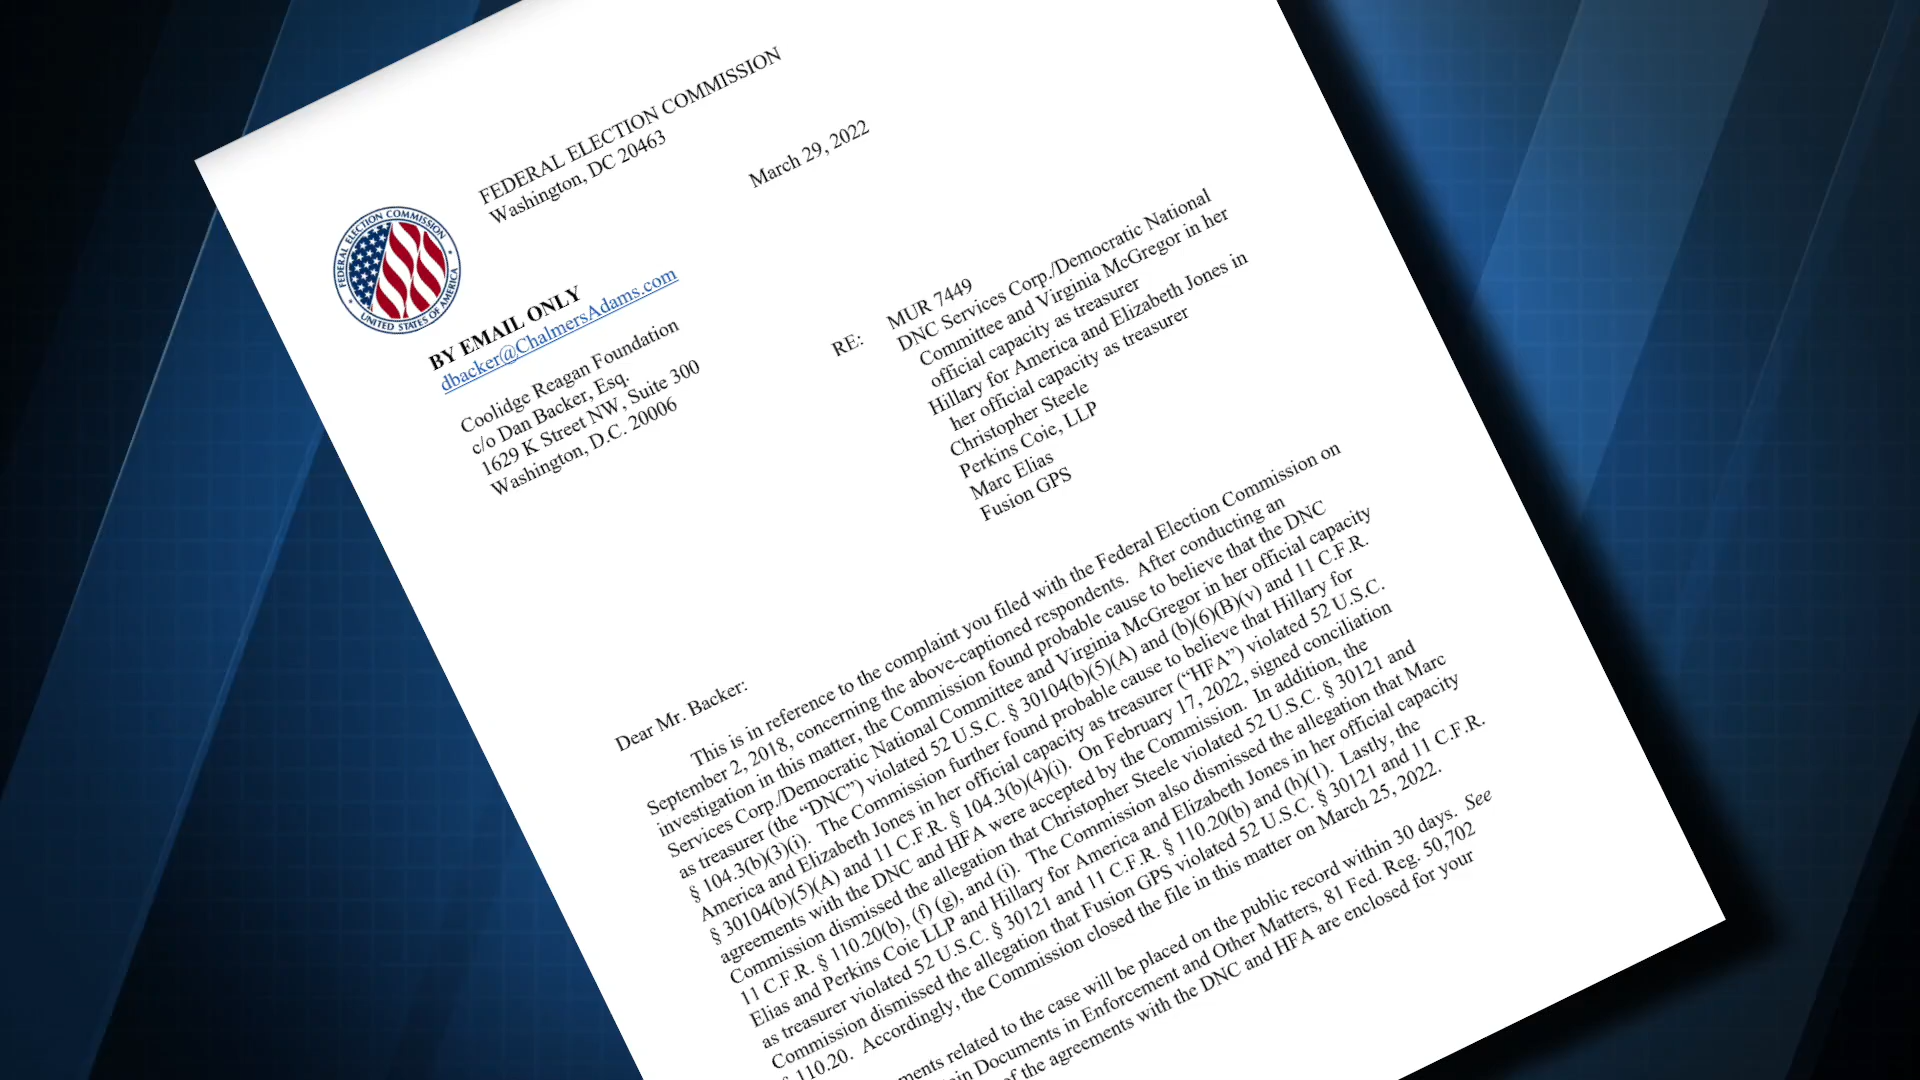 FEDERAL ELECTION COMMISSION
Washington, DC 20463
March 29, 2022
FEDERAL ELECTION COMMISSION
UNITED STATES OF AMERICA
BY EMAIL ONLY
dbacker@ChalmersAdams.com
Coolidge Reagan Foundation
c/o Dan Backer, Esq.
1629 K Street NW, Suite 300
Washington, D.C. 20006
RE:
MUR 7449
DNC Services Corp./Democratic National
Committee and Virginia McGregor in her
official capacity as treasurer
Hillary for America and Elizabeth Jones in
her official capacity as treasurer
Christopher Steele
Perkins Coie, LLP
Marc Elias
Fusion GPS
Dear Mr. Backer:
This is in reference to the complaint you filed with the Federal Election Commission on
September 2, 2018, concerning the above-captioned respondents. After conducting an
investigation in this matter, the Commission found probable cause to believe that the DNC
Services Corp./Democratic National Committee and Virginia McGregor in her official capacity
as treasurer (the “DNC”) violated 52 U.S.C. § 30104(b)(5)(A) and (b)(6)(B)(v) and 11 C.F.R.
§ 104.3(b)(3)(i). The Commission further found probable cause to believe that Hillary for
America and Elizabeth Jones in her official capacity as treasurer (“HFA”) violated 52 U.S.C.
§ 30104(b)(5)(A) and 11 C.F.R. § 104.3(b)(4)(i). On February 17, 2022, signed conciliation
agreements with the DNC and HFA were accepted by the Commission. In addition, the
Commission dismissed the allegation that Christopher Steele violated 52 U.S.C. § 30121 and
11 C.F.R. § 110.20(b), (f) (g), and (i). The Commission also dismissed the allegation that Marc
Elias and Perkins Coie LLP and Hillary for America and Elizabeth Jones in her official capacity
as treasurer violated 52 U.S.C. § 30121 and 11 C.F.R. § 110.20(b) and (h)(1). Lastly, the
Commission dismissed the allegation that Fusion GPS violated 52 U.S.C. § 30121 and 11 C.F.R.
§ 110.20. Accordingly, the Commission closed the file in this matter on March 25, 2022.
related to the case will be placed on the public record within 30 days. See
Documents in Enforcement and Other Matters, 81 Fed. Reg. 50,702
of the agreements with the DNC and HFA are enclosed for your